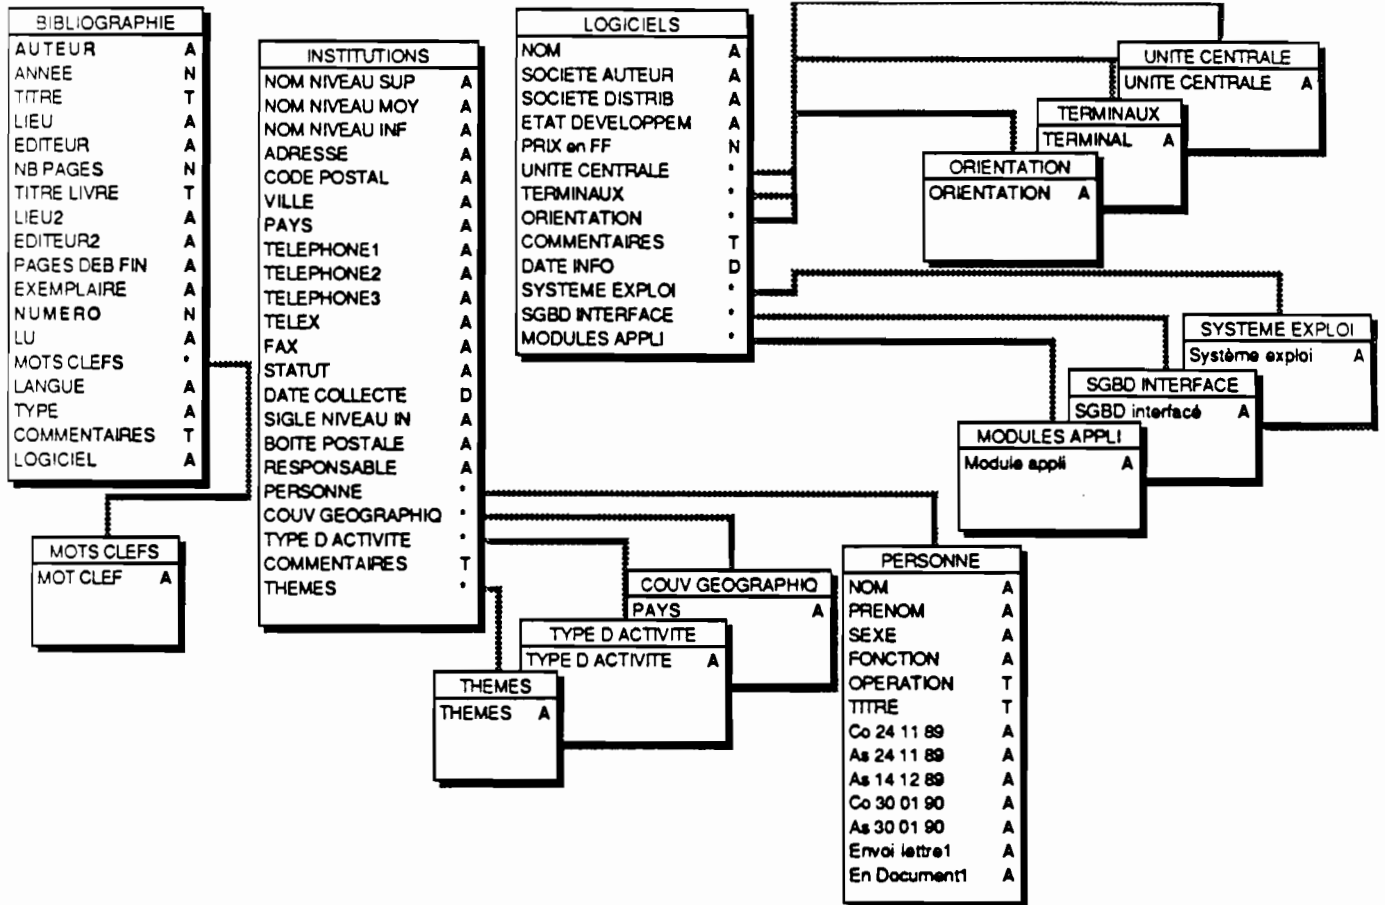 BIBLIOGRAPHIE
AUTEUR A
ANNEE N
TITRE T
LIEU A
EDITEUR A
NB PAGES N
TITRE LIVRE T
LIEU2 A
EDITEUR2 A
PAGES DEB FIN A
EXEMPLAIRE A
NUMERO N
LU A
MOTS CLEFS *
LANGUE A
TYPE A
COMMENTAIRES T
LOGICIEL A
MOTS CLEFS
MOT CLEF A
INSTITUTIONS
NOM NIVEAU SUP A
NOM NIVEAU MOY A
NOM NIVEAU INF A
ADRESSE A
CODE POSTAL A
VILLE A
PAYS A
TELEPHONE1 A
TELEPHONE2 A
TELEPHONE3 A
TELEX A
FAX A
STATUT A
DATE COLLECTE D
SIGLE NIVEAU IN A
BOITE POSTALE A
RESPONSABLE A
PERSONNE *
COUV GEOGRAPHIQ *
TYPE D ACTIVITE *
COMMENTAIRES T
THEMES *
LOGICIELS
NOM A
SOCIETE AUTEUR A
SOCIETE DISTRIB A
ETAT DEVELOPPEM A
PRIX en FF N
UNITE CENTRALE *
TERMINAUX *
ORIENTATION *
COMMENTAIRES T
DATE INFO D
SYSTEME EXPLOI *
SGBD INTERFACE *
MODULES APPLI *
UNITE CENTRALE
UNITE CENTRALE A
TERMINAUX
TERMINAL A
ORIENTATION
ORIENTATION A
SYSTEME EXPLOI
Système exploi A
SGBD INTERFACE
SGBD interfacé A
MODULES APPLI
Module appli A
COUV GEOGRAPHIQ
PAYS A
TYPE D ACTIVITE
TYPE D ACTIVITE A
THEMES
THEMES A
PERSONNE
NOM A
PRENOM A
SEXE A
FONCTION A
OPERATION T
TITRE T
Co 24 11 89 A
As 24 11 89 A
As 14 12 89 A
Co 30 01 90 A
As 30 01 90 A
Envoi lettre1 A
En Document1 A